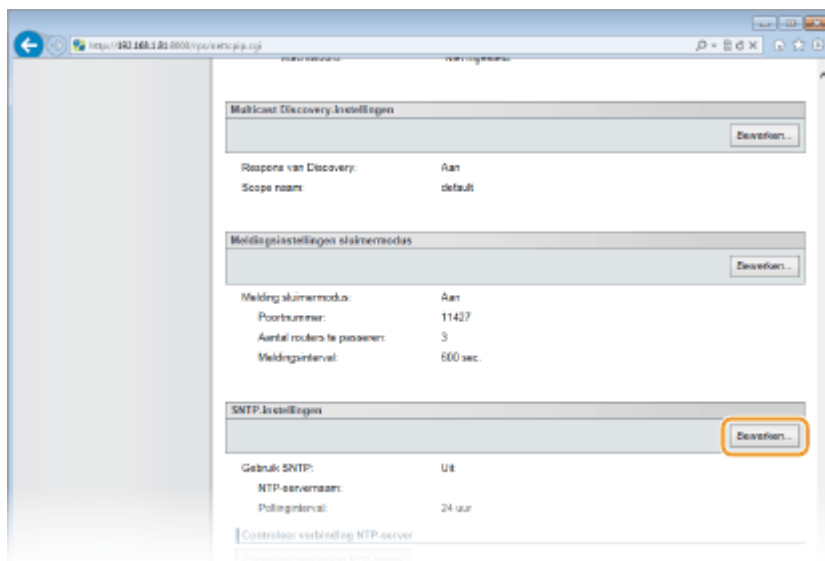 http://192.168.1.81:8000/rps/nettcpip.cgi
Multicast Discovery.Instellingen
Bewerken...
Respons van Discovery: Aan
Scope naam: default
Meldingsinstellingen sluimermodus
Bewerken...
Melding sluimermodus: Aan
Poortnummer: 11427
Aantal routers te passeren: 3
Meldingsinterval: 600 sec.
SNTP.Instellingen
Bewerken...
Gebruik SNTP: Uit
NTP-servernaam:
Pollinginterval: 24 uur
Controleer verbinding NTP-server